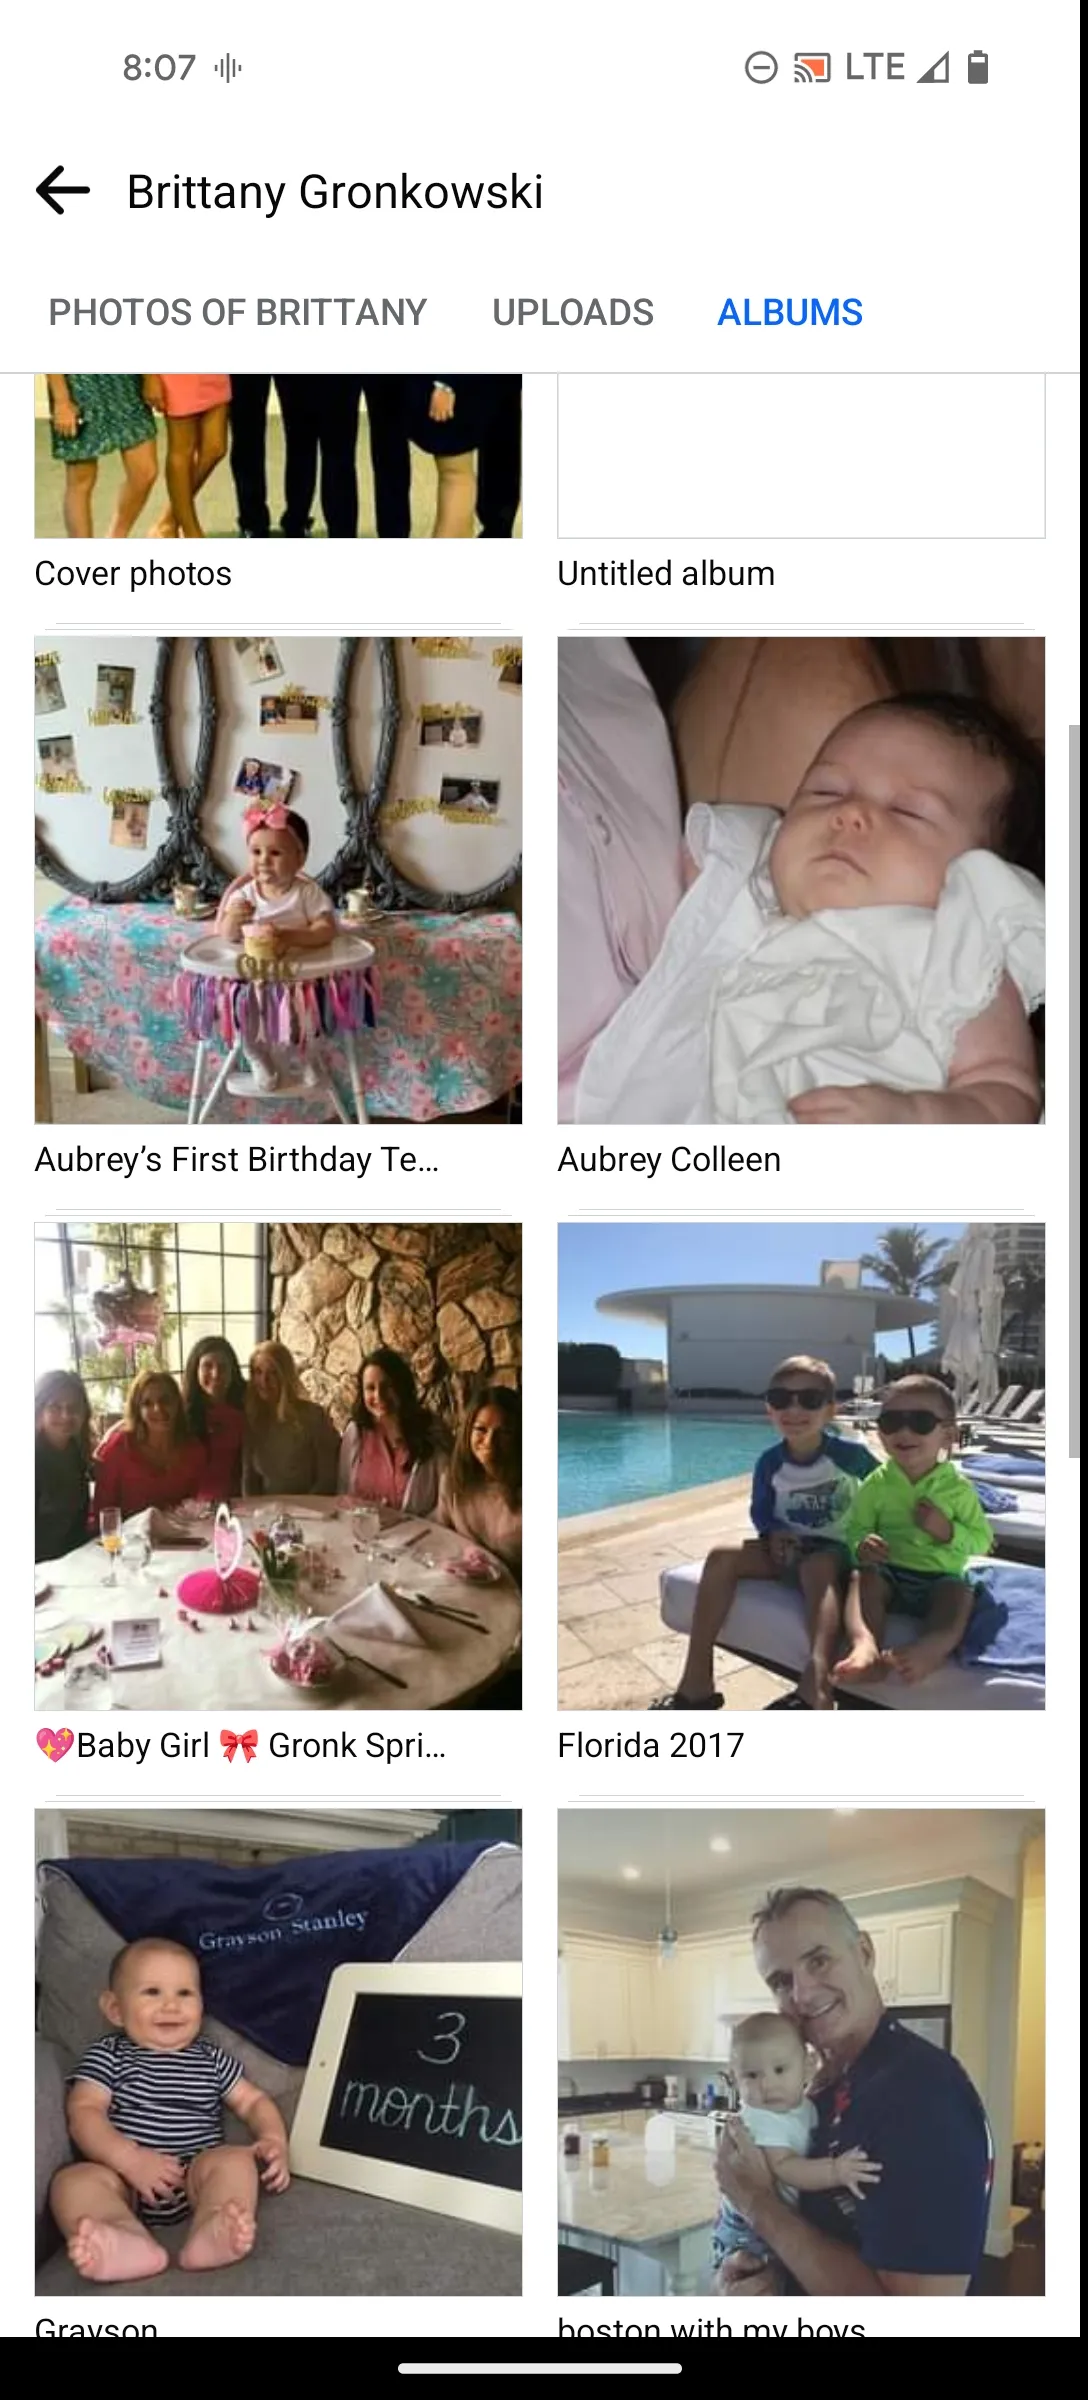 8:07
LTE
Brittany Gronkowski
PHOTOS OF BRITTANY
UPLOADS
ALBUMS
Cover photos
Untitled album
One
Aubrey’s First Birthday Te...
Aubrey Colleen
💖Baby Girl 🎀 Gronk Spri...
Florida 2017
Grayson Stanley
3
months
Grayson
boston with my boys